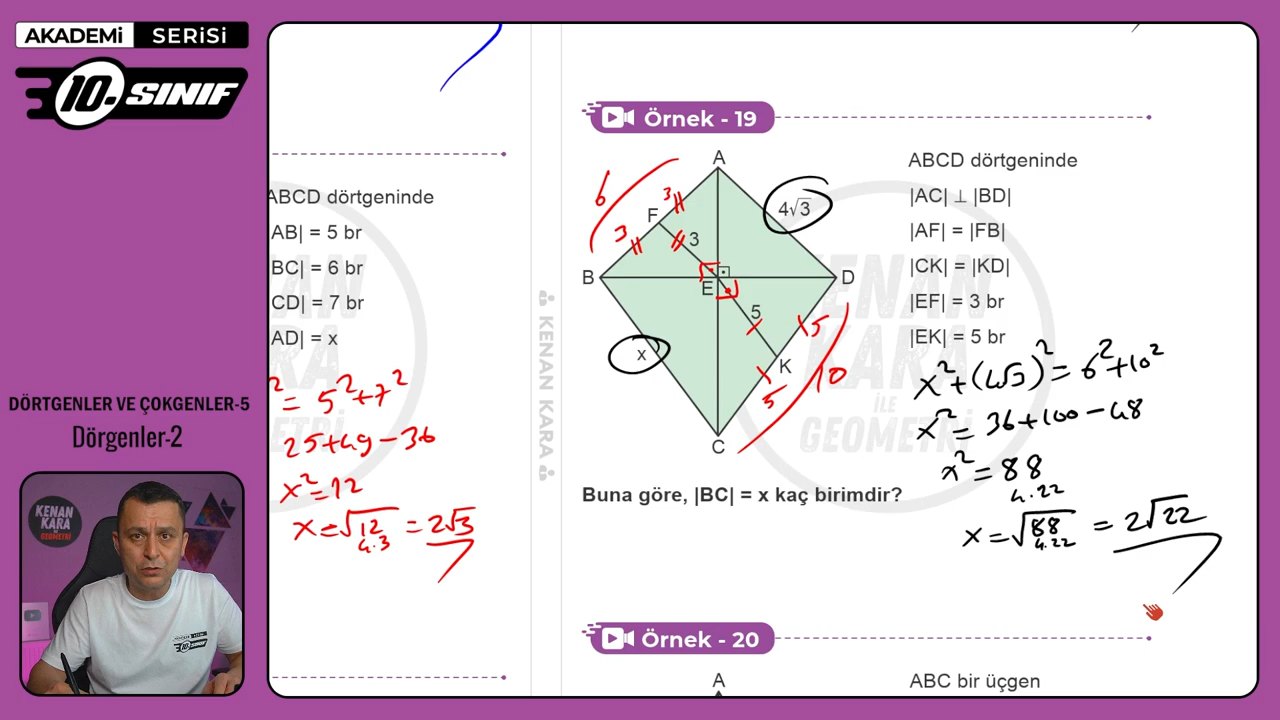 AKADEMİ SERİSİ
10. SINIF
DÖRTGENLER VE ÇOKGENLER-5
Dörgenler-2
KENAN
KARA
GEOMETRİ
ABCD dörtgeninde
AB| = 5 br
BC| = 6 br
CD| = 7 br
AD| = x
² = 5² + 7²
25 + 49 - 36
x² = 12
x = √12 = 2√3
4.3
KENAN KARA
Örnek - 19
A
6
3
4√3
F
3
3
B
E
D
5
5
x
K
10
5
C
ABCD dörtgeninde
|AC| ⊥ |BD|
|AF| = |FB|
|CK| = |KD|
|EF| = 3 br
|EK| = 5 br
KENAN
KARA
İLE
GEOMETRİ
x² + (4√3)² = 6² + 10²
x² = 36 + 100 - 48
x² = 88
4.22
x = √88 = 2√22
4.22
Buna göre, |BC| = x kaç birimdir?
Örnek - 20
A
ABC bir üçgen